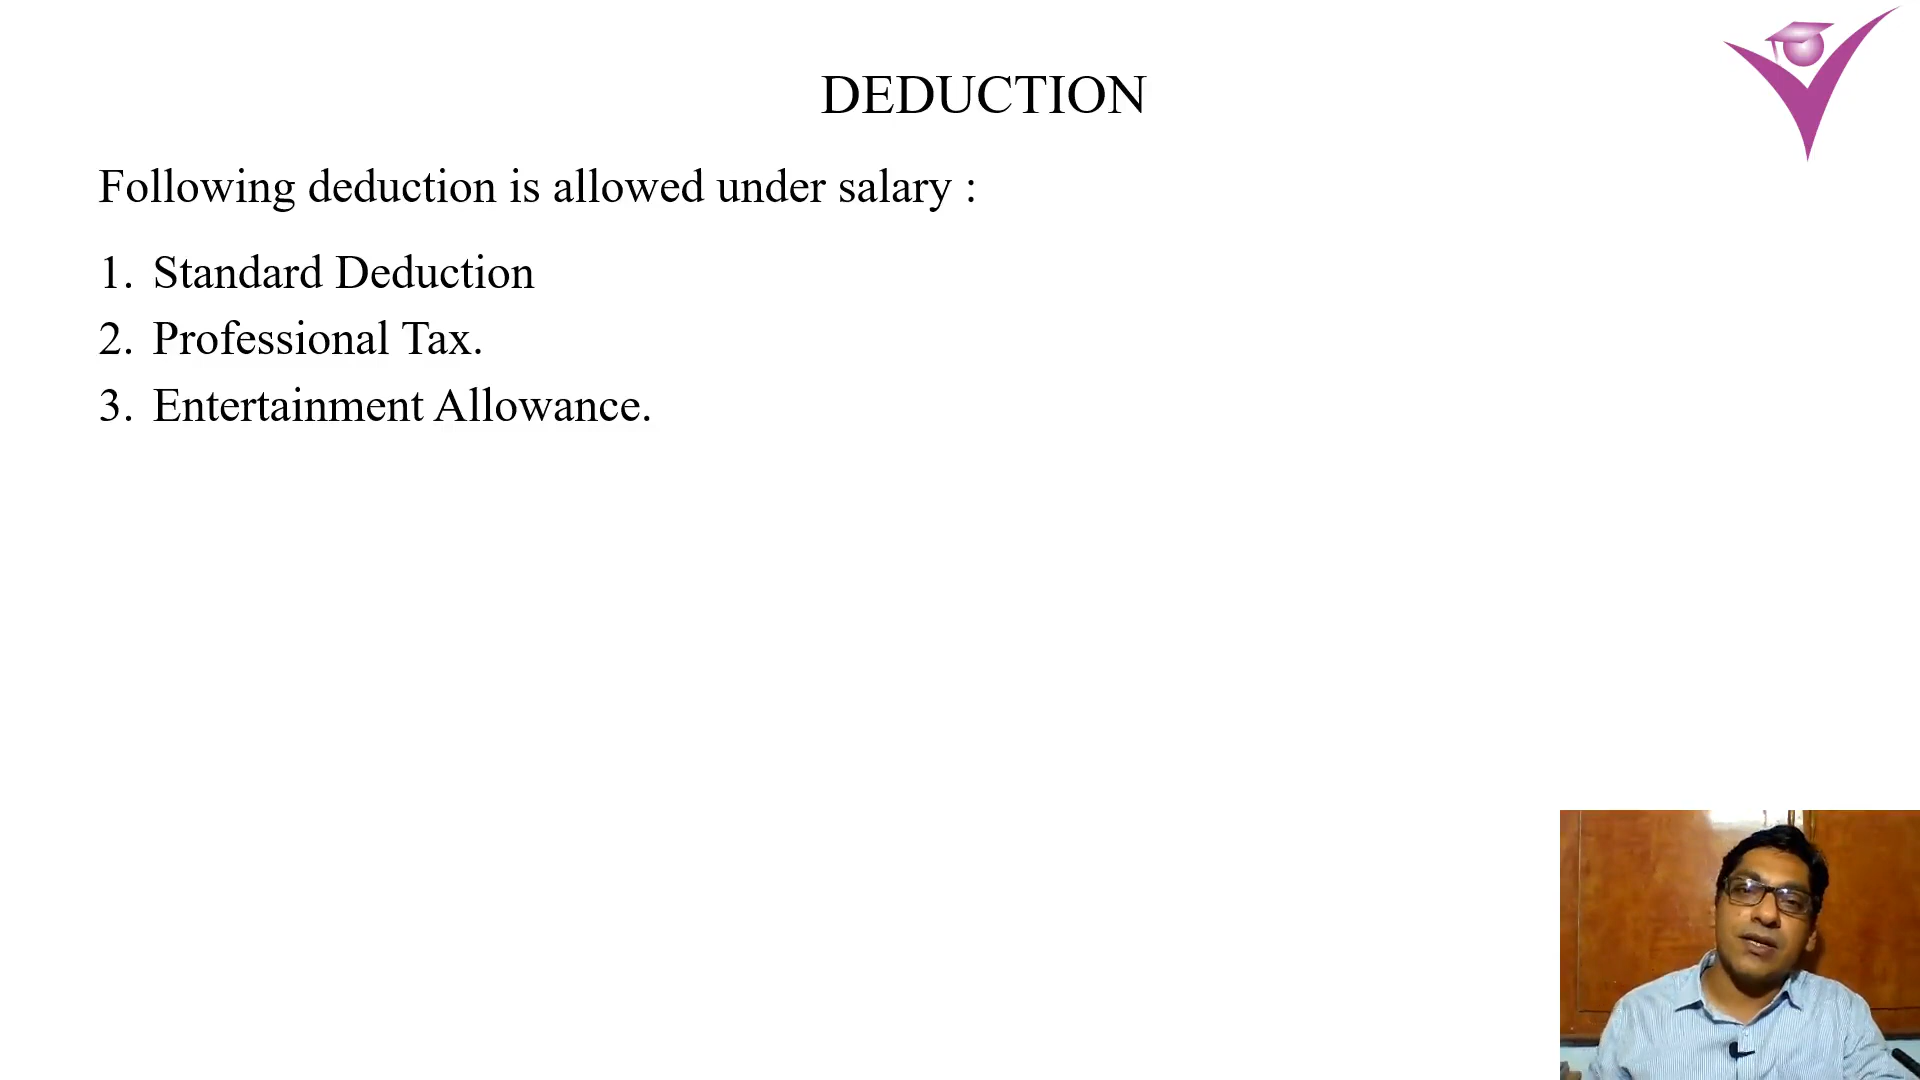 DEDUCTION
Following deduction is allowed under salary :
1. Standard Deduction
2. Professional Tax.
3. Entertainment Allowance.